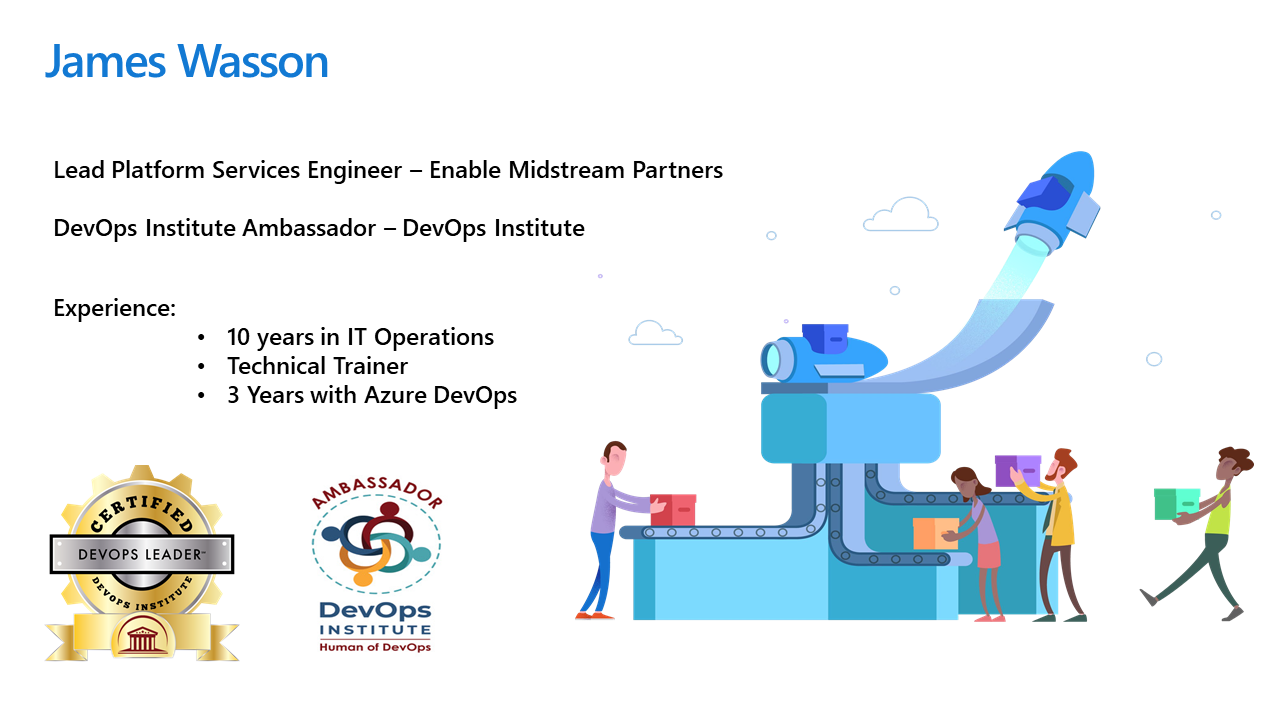 James Wasson
Lead Platform Services Engineer – Enable Midstream Partners
DevOps Institute Ambassador – DevOps Institute
Experience:
• 10 years in IT Operations
• Technical Trainer
• 3 Years with Azure DevOps
CERTIFIED
DEVOPS LEADER™
DEVOPS INSTITUTE
AMBASSADOR
DevOps
INSTITUTE
Human of DevOps